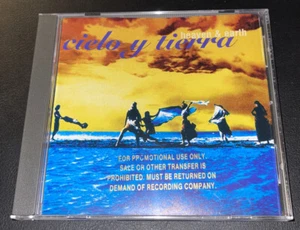 heaven & earth
cielo y tierra
FOR PROMOTIONAL USE ONLY.
SALE OR OTHER TRANSFER IS
PROHIBITED. MUST BE RETURNED ON
DEMAND OF RECORDING COMPANY.